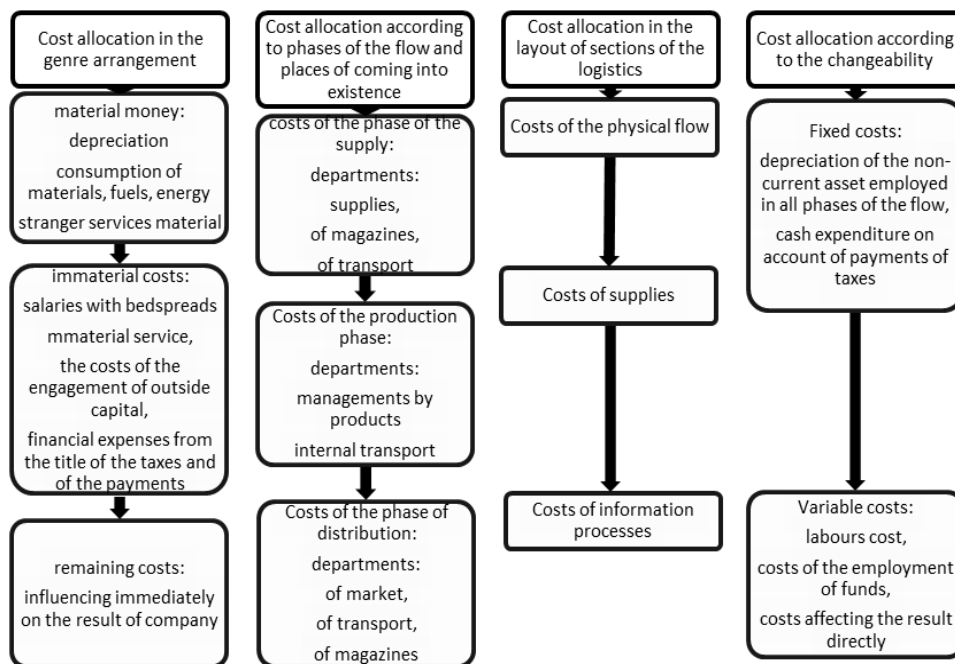 Cost allocation in the
genre arrangement
material money:
depreciation
consumption of
materials, fuels, energy
stranger services material
immaterial costs:
salaries with bedspreads
mmaterial service,
the costs of the
engagement of outside
capital,
financial expenses from
the title of the taxes and
of the payments
remaining costs:
influencing immediately
on the result of company
Cost allocation according
to phases of the flow and
places of coming into
existence
costs of the phase of the
supply:
departments:
supplies,
of magazines,
of transport
Costs of the production
phase:
departments:
managements by
products
internal transport
Costs of the phase of
distribution:
departments:
of market,
of transport,
of magazines
Cost allocation in the
layout of sections of the
logistics
Costs of the physical flow
Costs of supplies
Costs of information
processes
Cost allocation according
to the changeability
Fixed costs:
depreciation of the non-
current asset employed
in all phases of the flow,
cash expenditure on
account of payments of
taxes
Variable costs:
labours cost,
costs of the employment
of funds,
costs affecting the result
directly